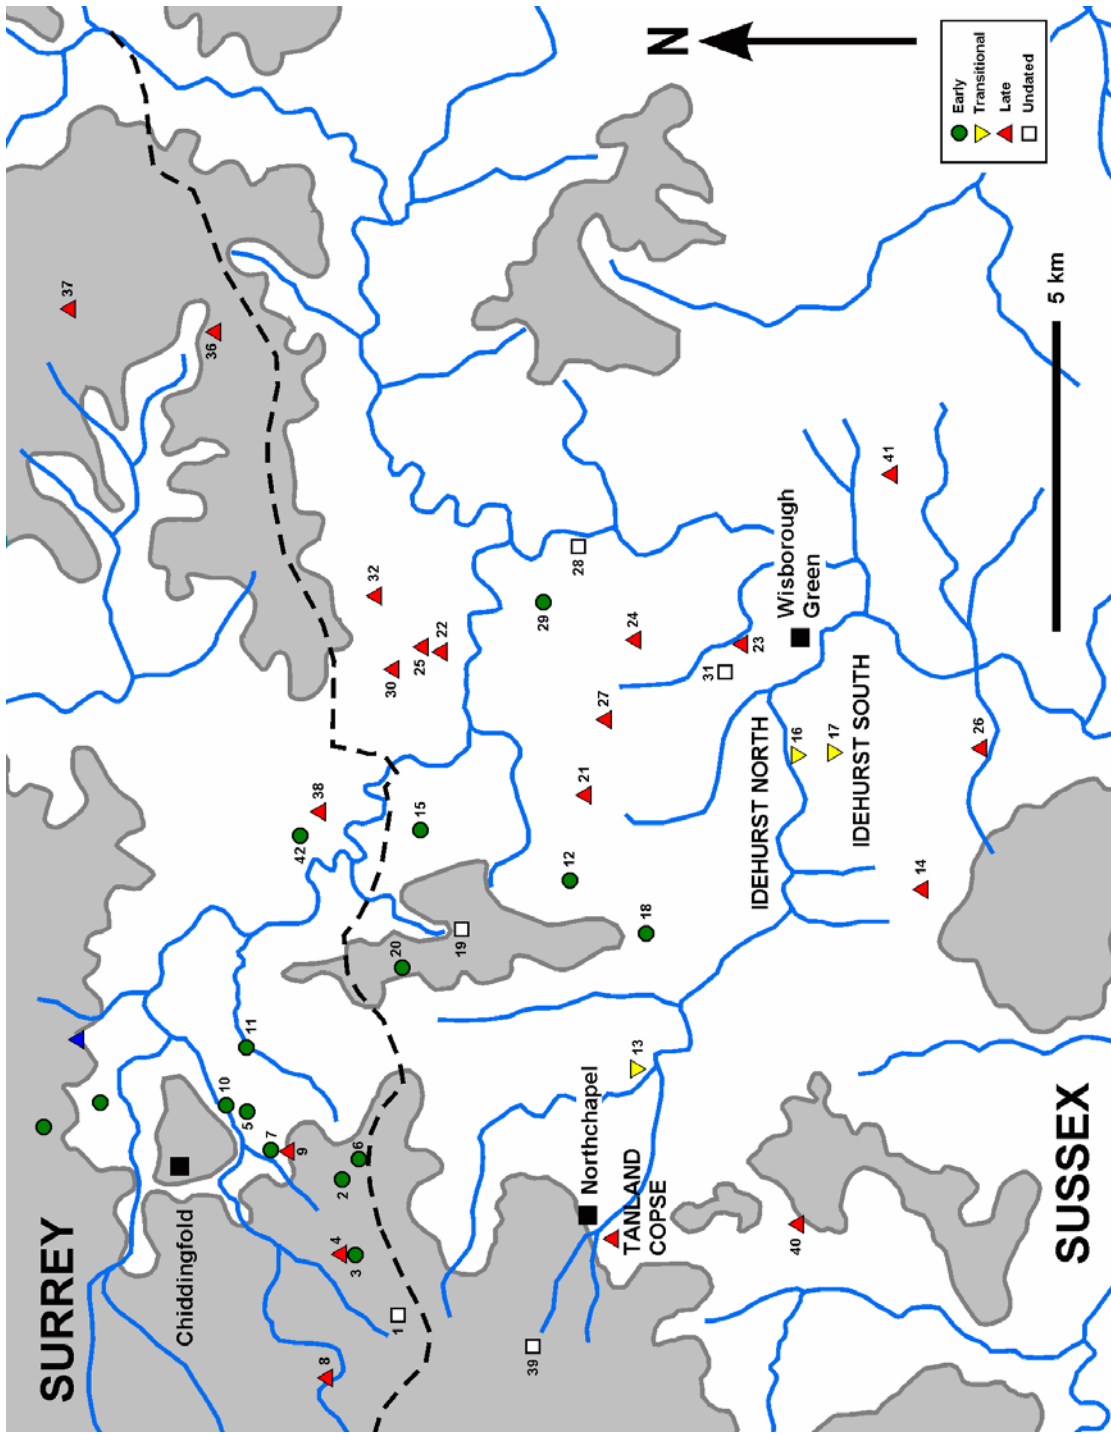 SURREY
37
Chiddingfold
36
10
5
11
7
9
42
38
8
4
2
6
3
32
30
1
20
15
25
22
19
39
29
12
28
21
Northchapel
27
TANLAND
COPSE
24
13
18
N
31
23
IDEHURST NORTH
Wisborough
Green
16
40
17
IDEHURST SOUTH
41
14
Early
Transitional
Late
Undated
26
5 km
SUSSEX